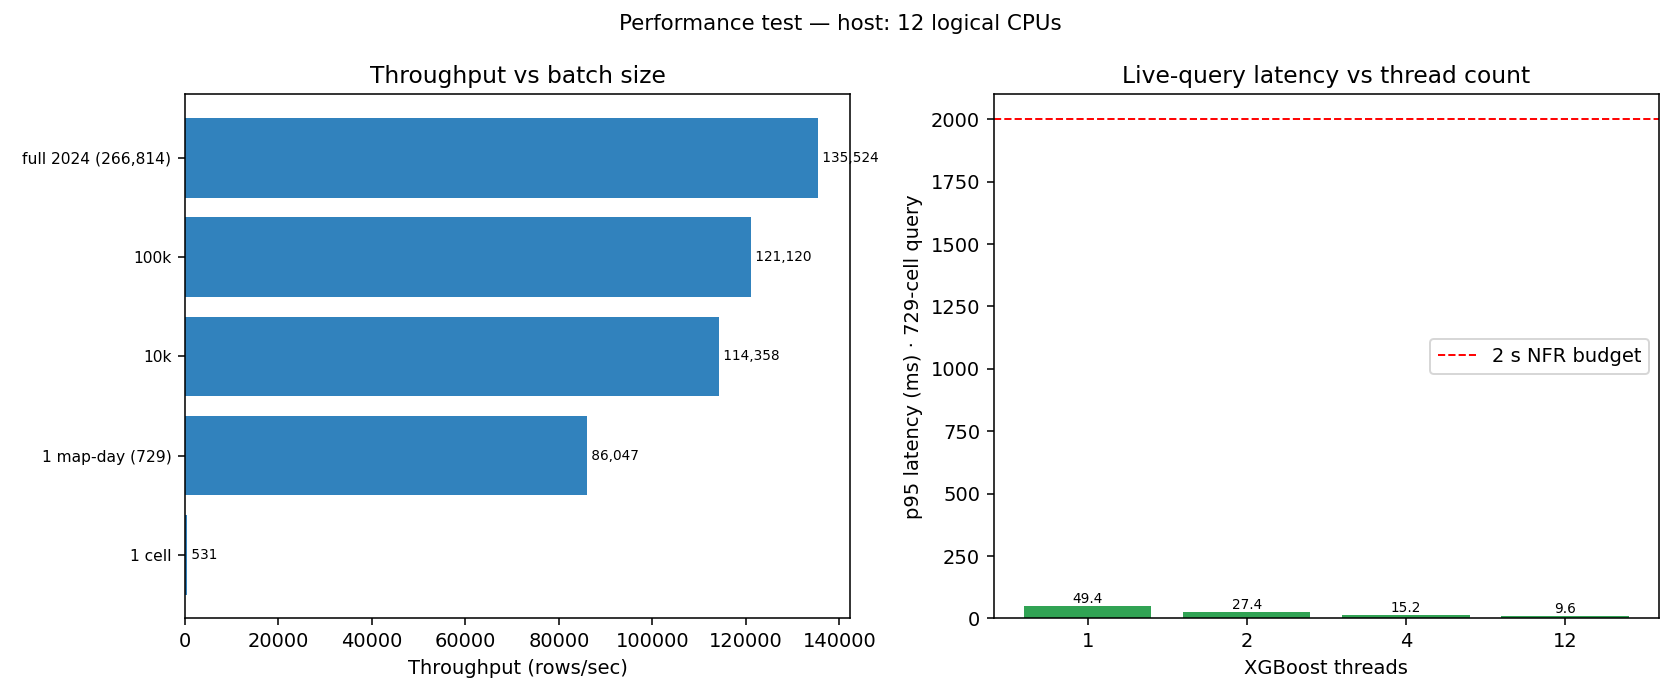 Performance test — host: 12 logical CPUs
Throughput vs batch size
full 2024 (266,814)
135,524
100k
121,120
10k
114,358
1 map-day (729)
86,047
1 cell
531
0 20000 40000 60000 80000 100000 120000 140000
Throughput (rows/sec)
Live-query latency vs thread count
p95 latency (ms) · 729-cell query
2000
1750
1500
1250
1000
750
500
250
0
2 s NFR budget
49.4 27.4 15.2 9.6
1 2 4 12
XGBoost threads